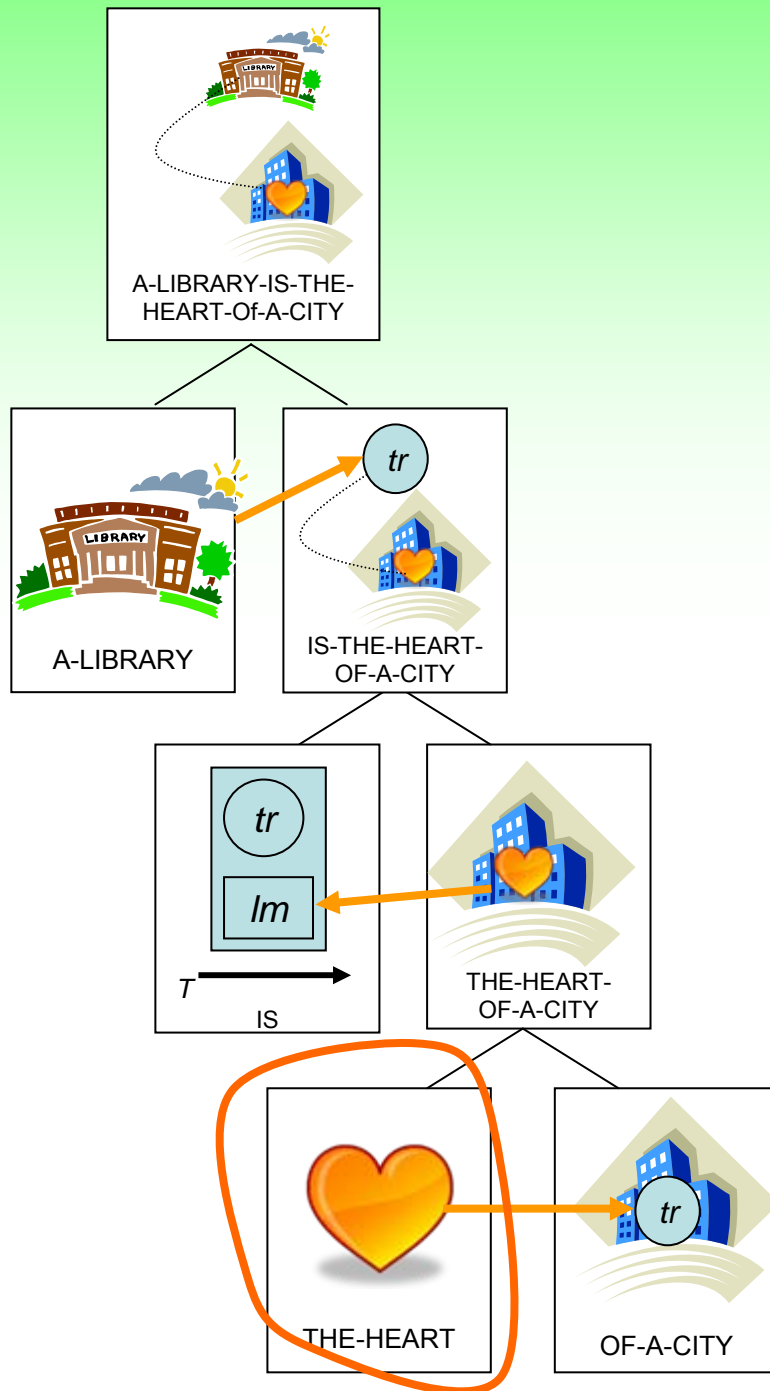 LIBRARY
A-LIBRARY-IS-THE-
HEART-Of-A-CITY
tr
LIBRARY
A-LIBRARY
IS-THE-HEART-
OF-A-CITY
tr
lm
T
IS
THE-HEART-
OF-A-CITY
tr
THE-HEART
OF-A-CITY